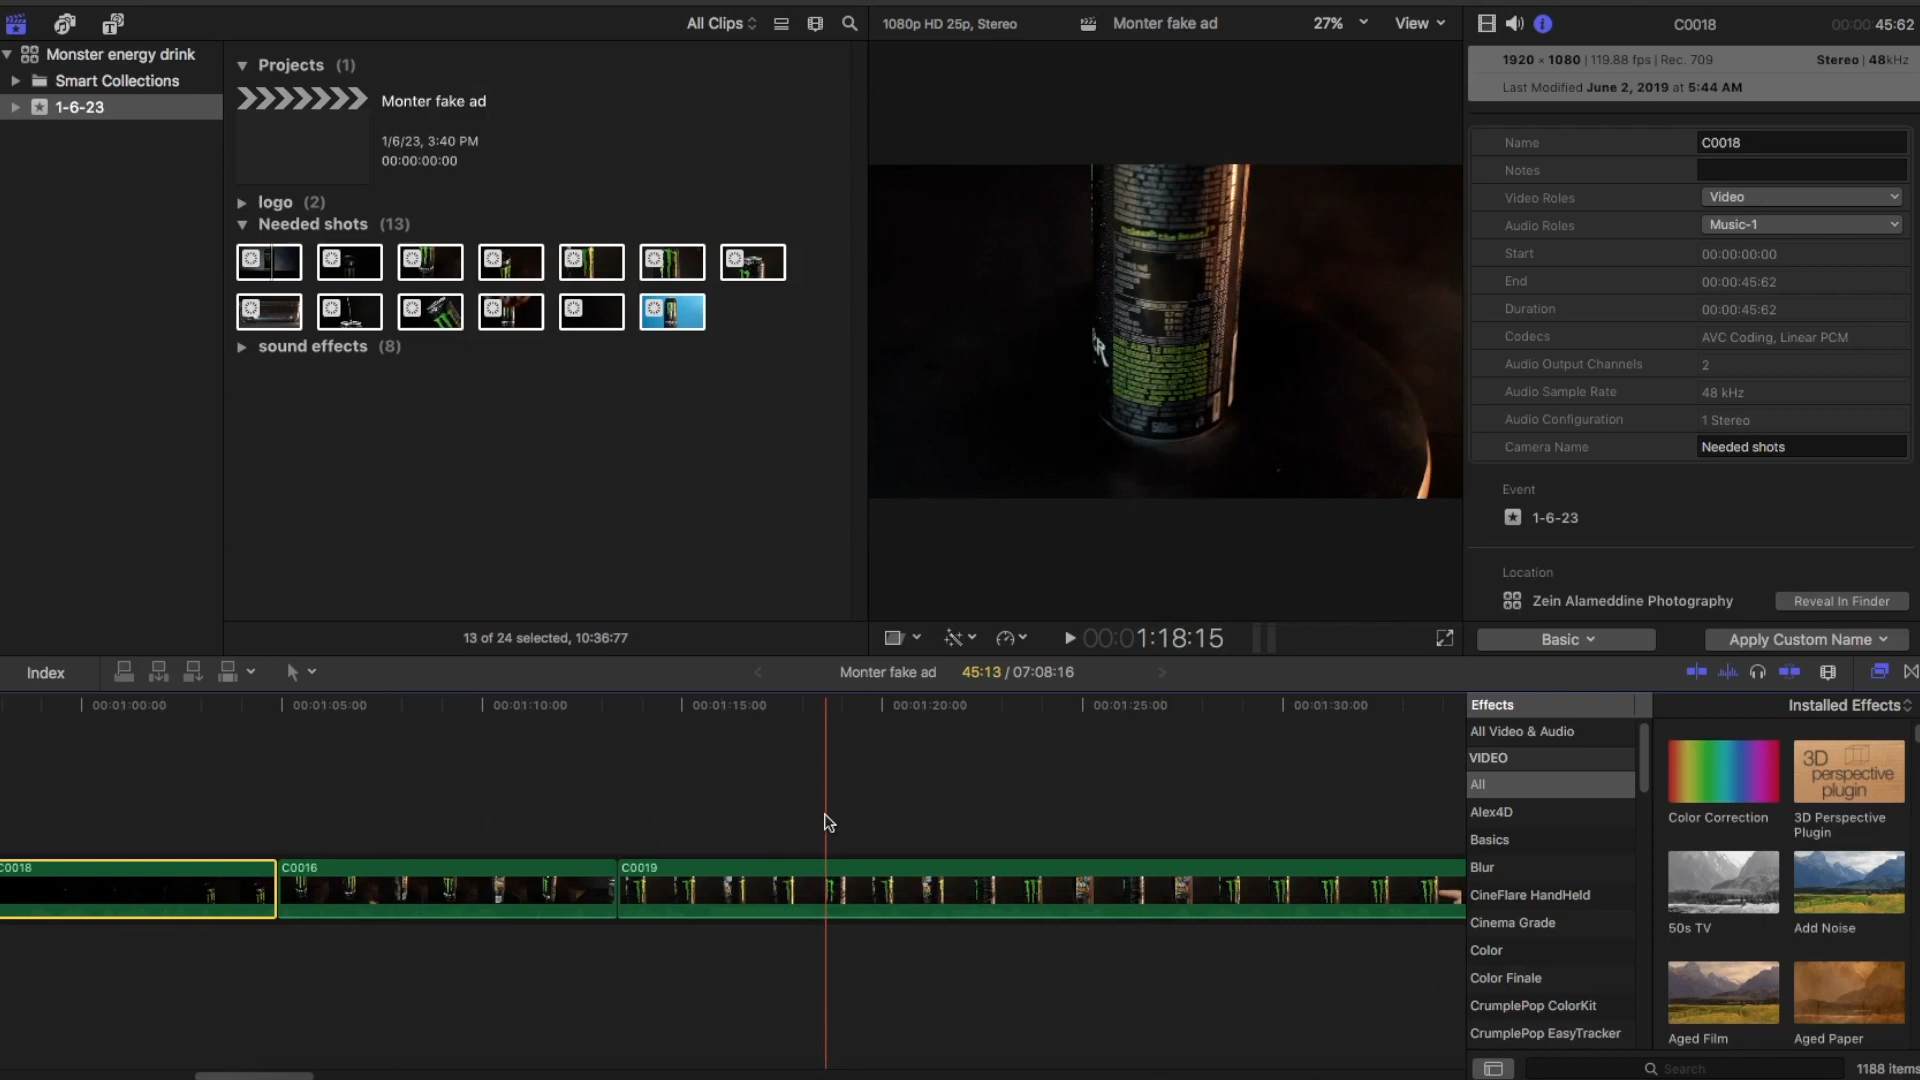 All Clips
1080p HD 25p, Stereo
Monter fake ad
27%
View
C0018
00:00:45:62
Monster energy drink
Smart Collections
1-6-23
Projects (1)
Monter fake ad
1/6/23, 3:40 PM
00:00:00:00
logo (2)
Needed shots (13)
sound effects (8)
13 of 24 selected, 10:36:77
1920 × 1080 | 119.88 fps | Rec. 709
Stereo | 48kHz
Last Modified June 2, 2019 at 5:44 AM
Name C0018
Notes
Video Roles Video
Audio Roles Music-1
Start 00:00:00:00
End 00:00:45:62
Duration 00:00:45:62
Codecs AVC Coding, Linear PCM
Audio Output Channels 2
Audio Sample Rate 48 kHz
Audio Configuration 1 Stereo
Camera Name Needed shots
Event
1-6-23
Location
Zein Alameddine Photography
Reveal In Finder
Basic
Apply Custom Name
00:01:18:15
Index
Monter fake ad
45:13 / 07:08:16
00:01:00:00
00:01:05:00
00:01:10:00
00:01:15:00
00:01:20:00
00:01:25:00
00:01:30:00
C0018
C0016
C0019
Effects
Installed Effects
All Video & Audio
VIDEO
All
Alex4D
Basics
Blur
CineFlare HandHeld
Cinema Grade
Color
Color Finale
CrumplePop ColorKit
CrumplePop EasyTracker
3D
perspective
plugin
Color Correction
3D Perspective
Plugin
50s TV
Add Noise
Aged Film
Aged Paper
Search
1188 items